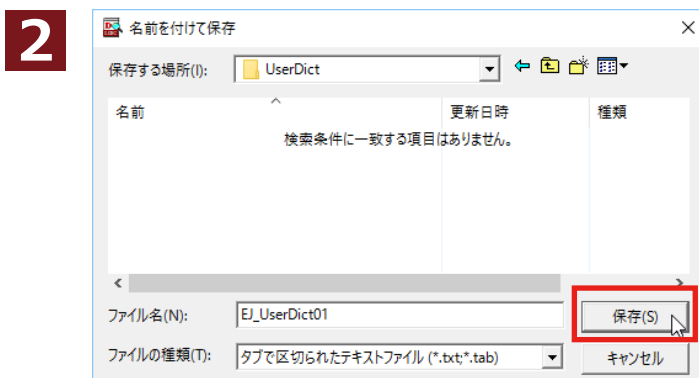 2
名前を付けて保存
保存する場所(I): UserDict
名前 更新日時 種類
検索条件に一致する項目はありません。
ファイル名(N): EJ_UserDict01 保存(S)
ファイルの種類(T): タブで区切られたテキストファイル (*.txt;*.tab) キャンセル